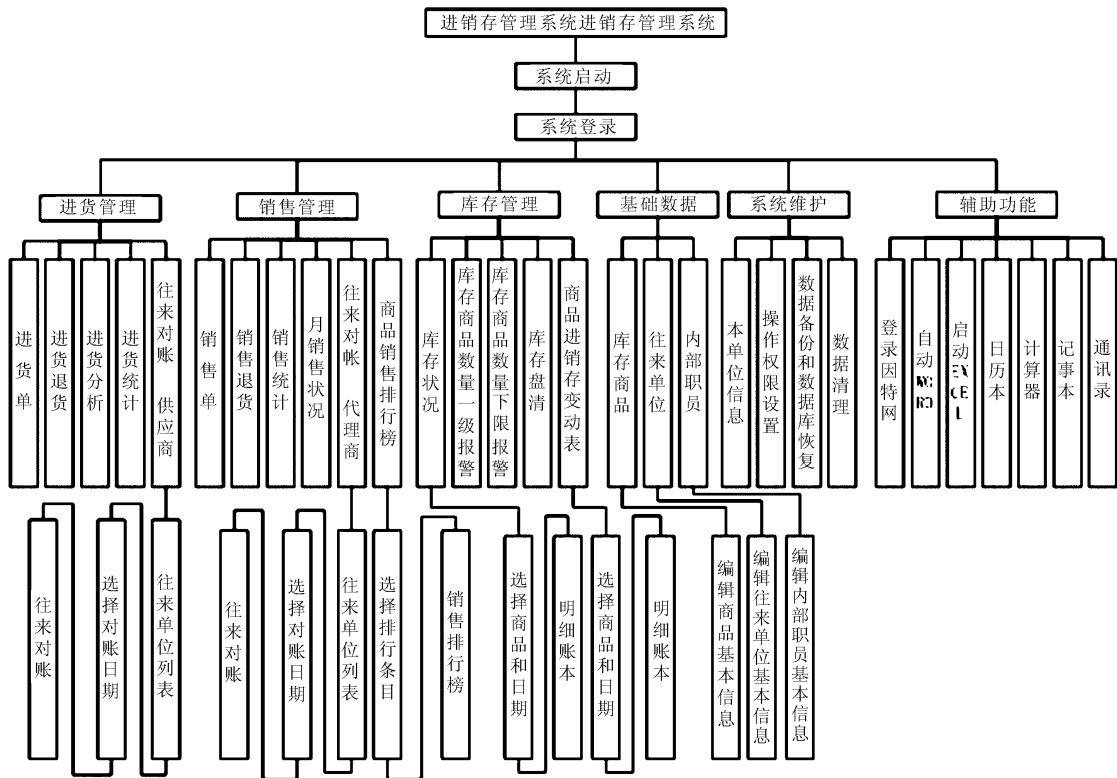 进销存管理系统进销存管理系统
系统启动
系统登录
进货管理
销售管理
库存管理
基础数据
系统维护
辅助功能
进货单
进货退货
进货分析
进货统计
往来对账 供应商
销售单
销售退货
销售统计
月销售状况
往来对帐 代理商
商品销售排行榜
库存状况
库存商品数量一级报警
库存商品数量下限报警
库存盘清
商品进销存变动表
库存商品
往来单位
内部职员
本单位信息
操作权限设置
数据备份和数据库恢复
数据清理
登录因特网
自动
启动EXCEL
日历本
计算器
记事本
通讯录
往来对账
选择对账日期
往来单位列表
往来对账
选择对账日期
往来单位列表
选择排行条目
销售排行榜
选择商品和日期
明细账本
选择商品和日期
明细账本
编辑商品基本信息
编辑往来单位基本信息
编辑内部职员基本信息